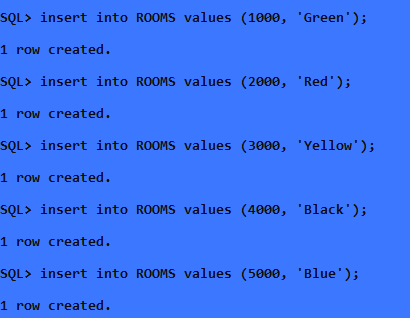 SQL> insert into ROOMS values (1000, 'Green');
1 row created.
SQL> insert into ROOMS values (2000, 'Red');
1 row created.
SQL> insert into ROOMS values (3000, 'Yellow');
1 row created.
SQL> insert into ROOMS values (4000, 'Black');
1 row created.
SQL> insert into ROOMS values (5000, 'Blue');
1 row created.